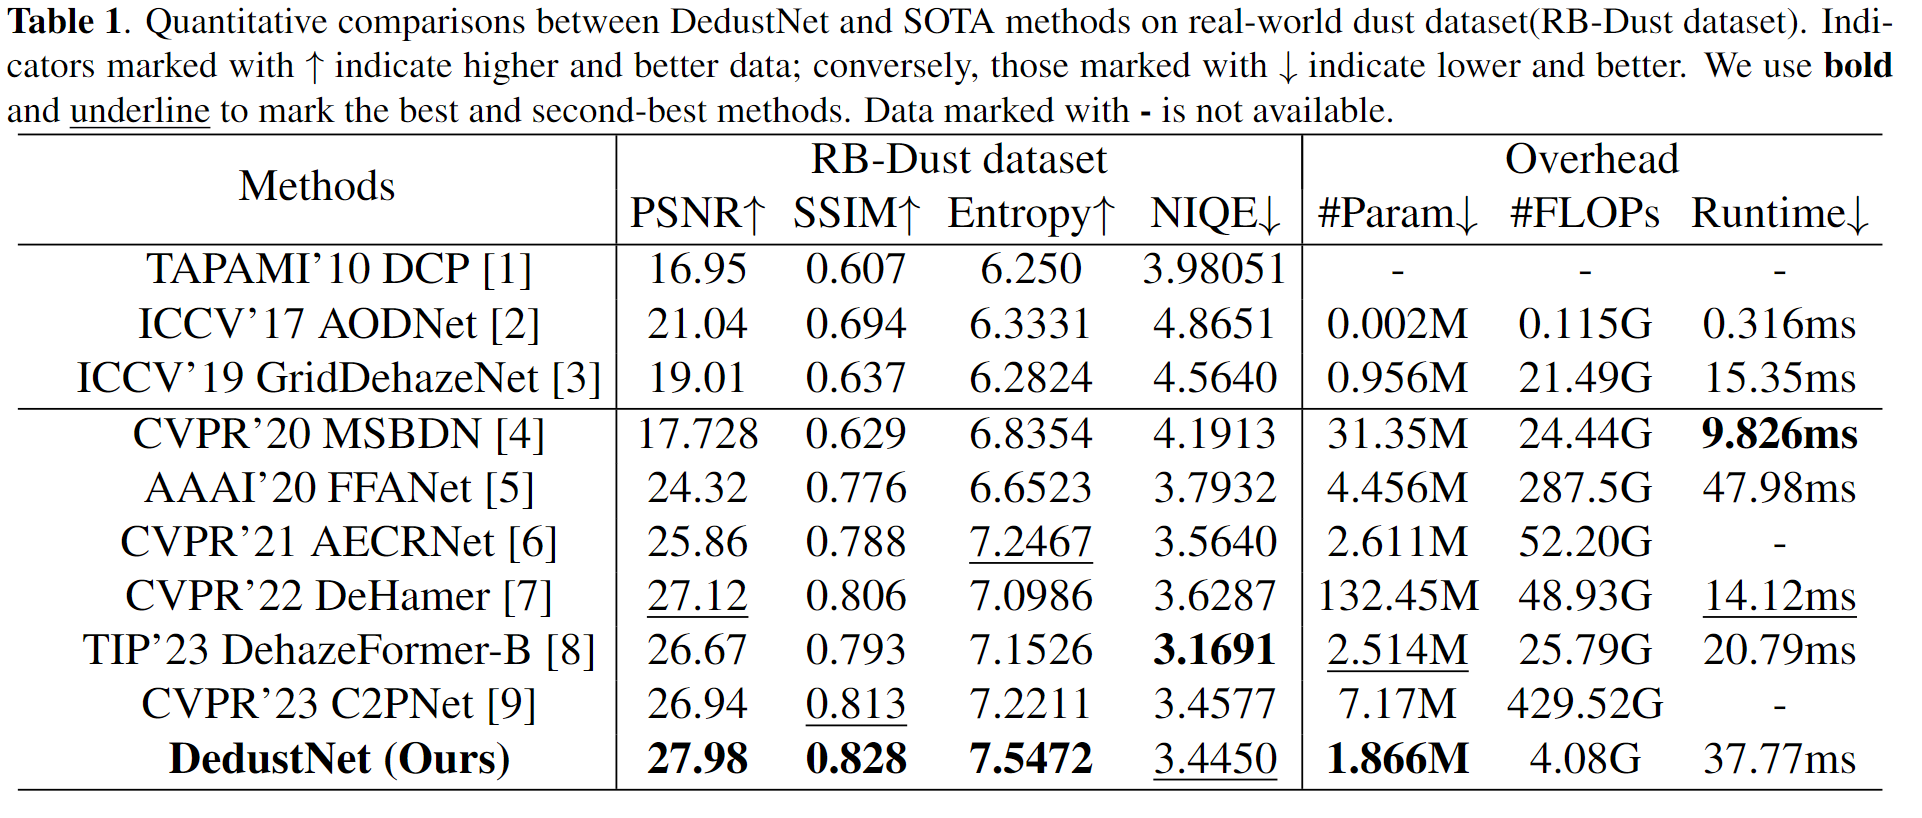 Table 1. Quantitative comparisons between DedustNet and SOTA methods on real-world dust dataset(RB-Dust dataset). Indi-
cators marked with ↑ indicate higher and better data; conversely, those marked with ↓ indicate lower and better. We use bold
and underline to mark the best and second-best methods. Data marked with - is not available.
Methods RB-Dust dataset Overhead
PSNR↑ SSIM↑ Entropy↑ NIQE↓ #Param↓ #FLOPs Runtime↓
TAPAMI’10 DCP [1] 16.95 0.607 6.250 3.98051 - - -
ICCV’17 AODNet [2] 21.04 0.694 6.3331 4.8651 0.002M 0.115G 0.316ms
ICCV’19 GridDehazeNet [3] 19.01 0.637 6.2824 4.5640 0.956M 21.49G 15.35ms
CVPR’20 MSBDN [4] 17.728 0.629 6.8354 4.1913 31.35M 24.44G 9.826ms
AAAI’20 FFANet [5] 24.32 0.776 6.6523 3.7932 4.456M 287.5G 47.98ms
CVPR’21 AECRNet [6] 25.86 0.788 7.2467 3.5640 2.611M 52.20G -
CVPR’22 DeHamer [7] 27.12 0.806 7.0986 3.6287 132.45M 48.93G 14.12ms
TIP’23 DehazeFormer-B [8] 26.67 0.793 7.1526 3.1691 2.514M 25.79G 20.79ms
CVPR’23 C2PNet [9] 26.94 0.813 7.2211 3.4577 7.17M 429.52G -
DedustNet (Ours) 27.98 0.828 7.5472 3.4450 1.866M 4.08G 37.77ms